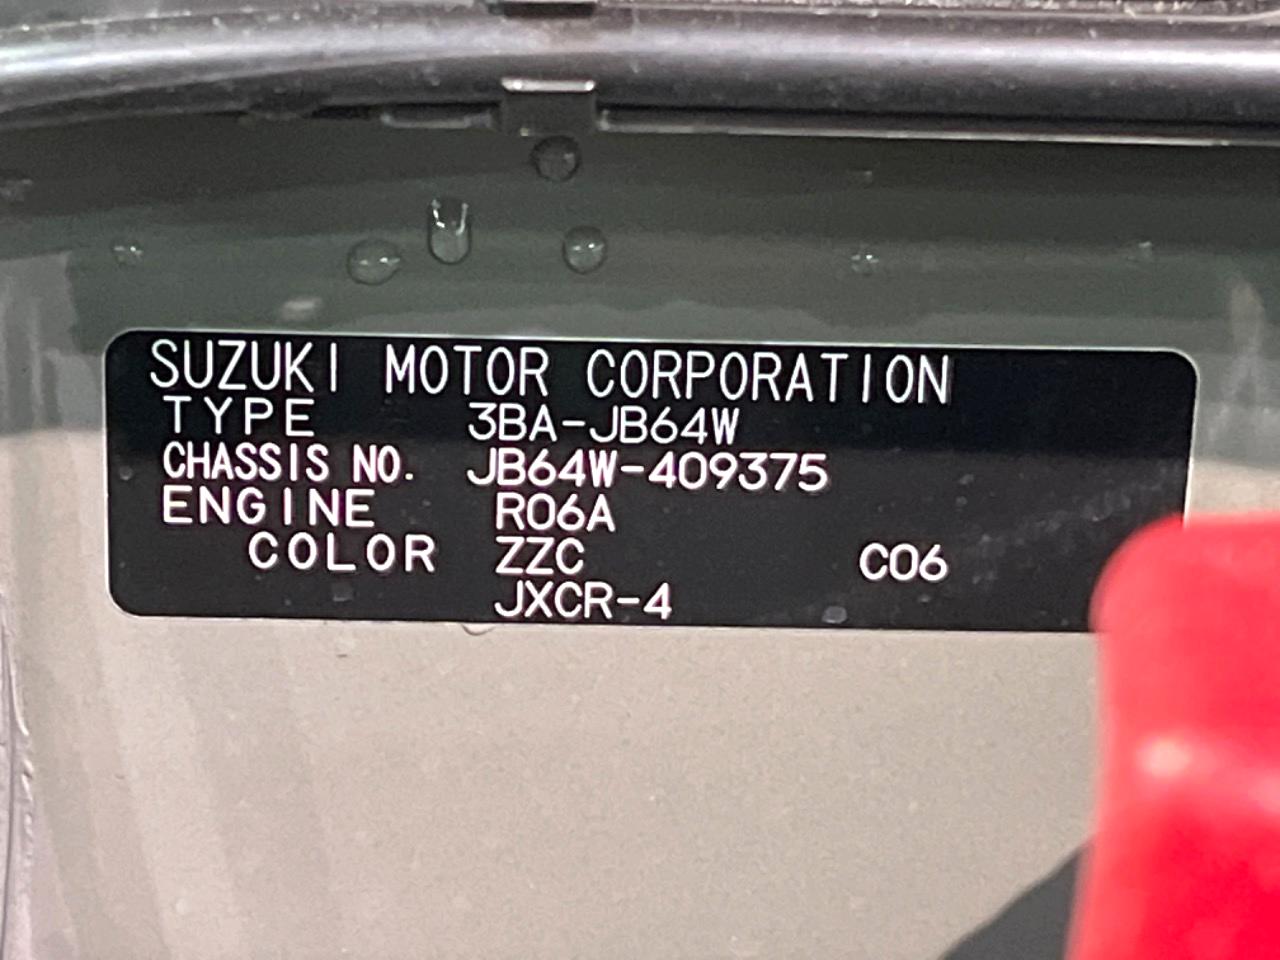 SUZUKI MOTOR CORPORATION
TYPE 3BA-JB64W
CHASSIS NO. JB64W-409375
ENGINE R06A
COLOR ZZC C06
JXCR-4